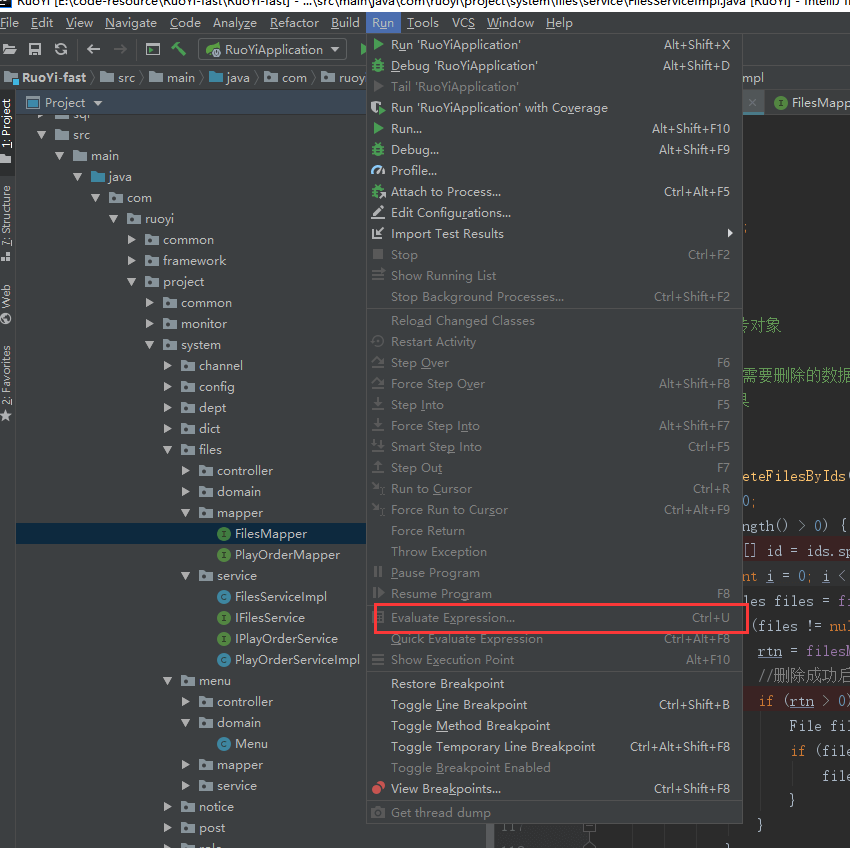 RuoYi [E:\code-resource\RuoYi-fast\RuoYi-fast] - ...\src\main\java\com\ruoyi\project\system\files\service\FilesServiceImpl.java [RuoYi] - IntelliJ
File Edit View Navigate Code Analyze Refactor Build Run Tools VCS Window Help
RuoYiApplication
RuoYi-fast src main java com ruoy
mpl
1: Project
7: Structure
Web
2: Favorites
Project
FilesMapp
sql
src
main
java
com
ruoyi
common
framework
project
common
monitor
system
channel
config
dept
dict
files
controller
domain
mapper
FilesMapper
PlayOrderMapper
service
FilesServiceImpl
IFilesService
IPlayOrderService
PlayOrderServiceImpl
menu
controller
domain
Menu
mapper
service
notice
post
role
Run 'RuoYiApplication' Alt+Shift+X
Debug 'RuoYiApplication' Alt+Shift+D
Tail 'RuoYiApplication'
Run 'RuoYiApplication' with Coverage
Run... Alt+Shift+F10
Debug... Alt+Shift+F9
Profile...
Attach to Process... Ctrl+Alt+F5
Edit Configurations...
Import Test Results
Stop Ctrl+F2
Show Running List
Stop Background Processes... Ctrl+Shift+F2
Reload Changed Classes
Restart Activity
Step Over F6
Force Step Over Alt+Shift+F8
Step Into F5
Force Step Into Alt+Shift+F7
Smart Step Into Ctrl+F5
Step Out F7
Run to Cursor Ctrl+R
Force Run to Cursor Ctrl+Alt+F9
Force Return
Throw Exception
Pause Program
Resume Program F8
Evaluate Expression... Ctrl+U
Quick Evaluate Expression Ctrl+Alt+F8
Show Execution Point Alt+F10
Restore Breakpoint
Toggle Line Breakpoint Ctrl+Shift+B
Toggle Method Breakpoint
Toggle Temporary Line Breakpoint Ctrl+Alt+Shift+F8
Toggle Breakpoint Enabled
View Breakpoints... Ctrl+Shift+F8
Get thread dump
;
对象
需要删除的数据
eteFilesByIds(
0;
ngth() > 0) {
[] id = ids.sp
nt i = 0; i <
les files = fi
(files != nul
rtn = filesM
//删除成功后
if (rtn > 0)
File fil
if (file
file
}
}
117